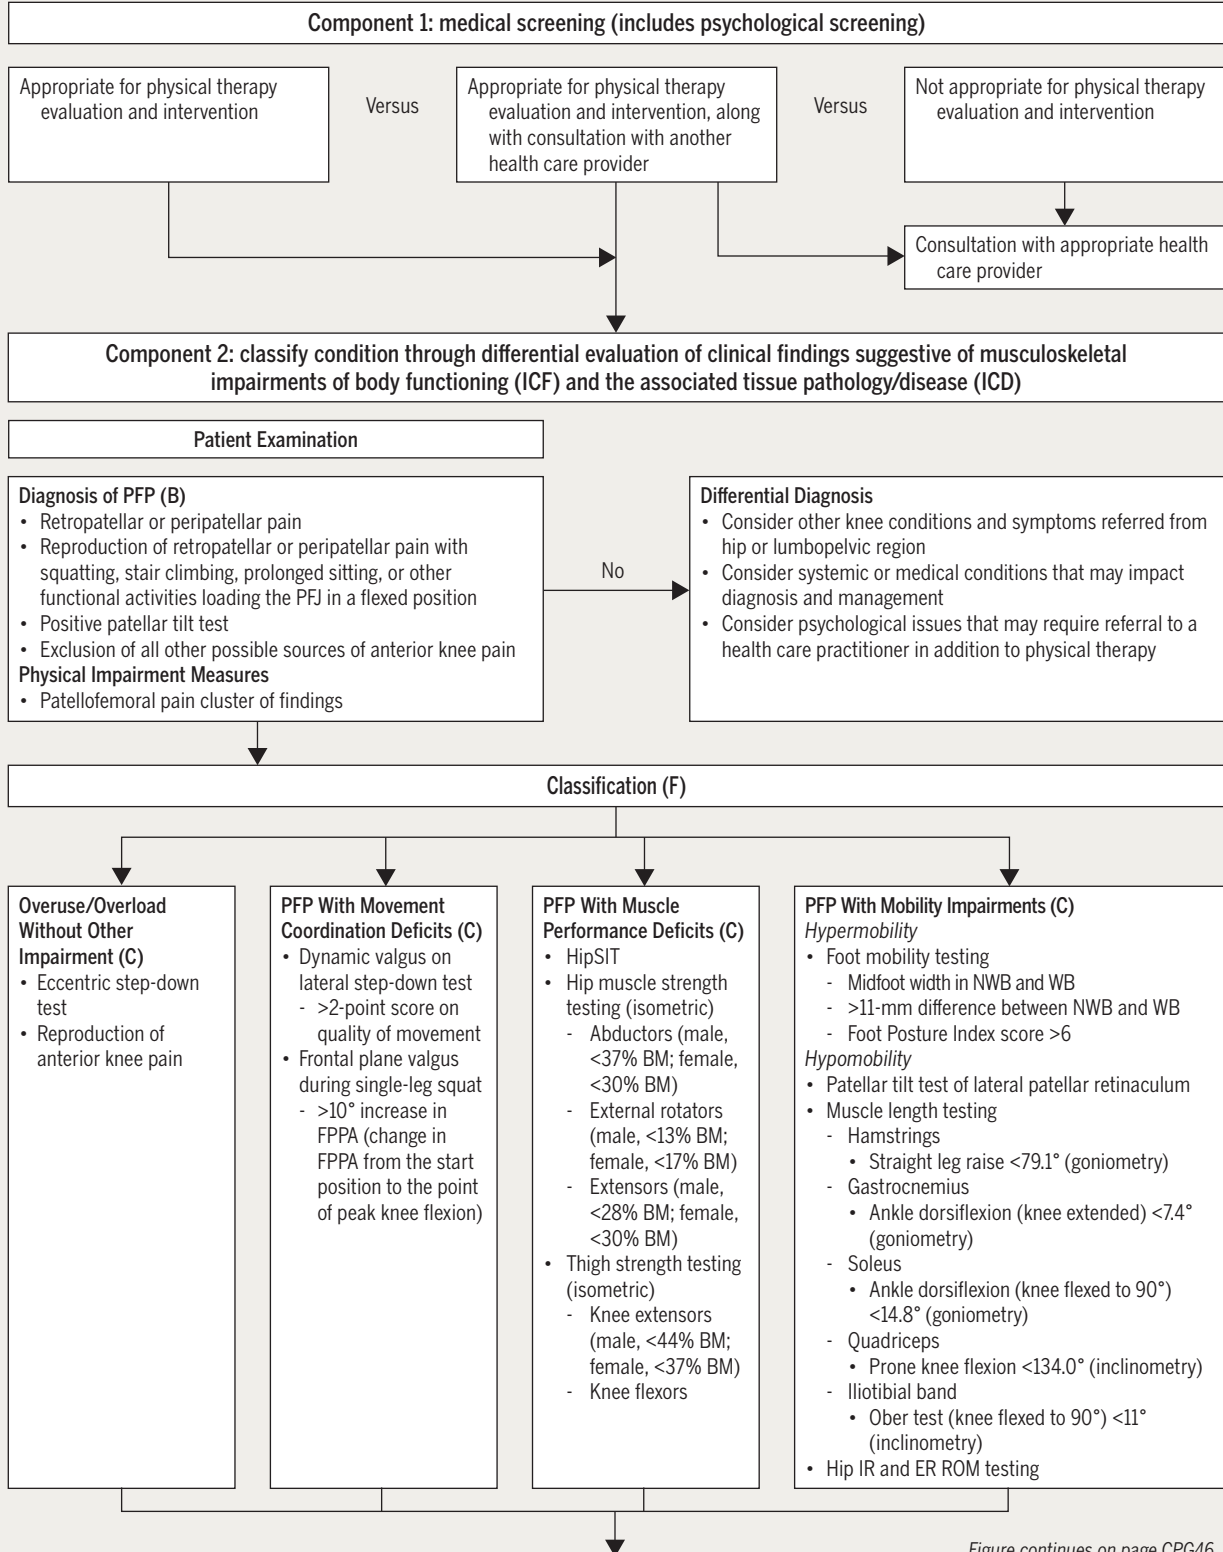 Component 1: medical screening (includes psychological screening)
Appropriate for physical therapy
evaluation and intervention
Versus
Appropriate for physical therapy
evaluation and intervention, along
with consultation with another
health care provider
Versus
Not appropriate for physical therapy
evaluation and intervention
Consultation with appropriate health
care provider
Component 2: classify condition through differential evaluation of clinical findings suggestive of musculoskeletal
impairments of body functioning (ICF) and the associated tissue pathology/disease (ICD)
Patient Examination
Diagnosis of PFP (B)
• Retropatellar or peripatellar pain
• Reproduction of retropatellar or peripatellar pain with
squatting, stair climbing, prolonged sitting, or other
functional activities loading the PFJ in a flexed position
• Positive patellar tilt test
• Exclusion of all other possible sources of anterior knee pain
Physical Impairment Measures
• Patellofemoral pain cluster of findings
No
Differential Diagnosis
• Consider other knee conditions and symptoms referred from
hip or lumbopelvic region
• Consider systemic or medical conditions that may impact
diagnosis and management
• Consider psychological issues that may require referral to a
health care practitioner in addition to physical therapy
Classification (F)
Overuse/Overload
Without Other
Impairment (C)
• Eccentric step-down
test
• Reproduction of
anterior knee pain
PFP With Movement
Coordination Deficits (C)
• Dynamic valgus on
lateral step-down test
- >2-point score on
quality of movement
• Frontal plane valgus
during single-leg squat
- >10° increase in
FPPA (change in
FPPA from the start
position to the point
of peak knee flexion)
PFP With Muscle
Performance Deficits (C)
• HipSIT
• Hip muscle strength
testing (isometric)
- Abductors (male,
<37% BM; female,
<30% BM)
- External rotators
(male, <13% BM;
female, <17% BM)
- Extensors (male,
<28% BM; female,
<30% BM)
• Thigh strength testing
(isometric)
- Knee extensors
(male, <44% BM;
female, <37% BM)
- Knee flexors
PFP With Mobility Impairments (C)
Hypermobility
• Foot mobility testing
- Midfoot width in NWB and WB
- >11-mm difference between NWB and WB
- Foot Posture Index score >6
Hypomobility
• Patellar tilt test of lateral patellar retinaculum
• Muscle length testing
- Hamstrings
• Straight leg raise <79.1° (goniometry)
- Gastrocnemius
• Ankle dorsiflexion (knee extended) <7.4°
(goniometry)
- Soleus
• Ankle dorsiflexion (knee flexed to 90°)
<14.8° (goniometry)
- Quadriceps
• Prone knee flexion <134.0° (inclinometry)
- Iliotibial band
• Ober test (knee flexed to 90°) <11°
(inclinometry)
• Hip IR and ER ROM testing
Figure continues on page CPG46.